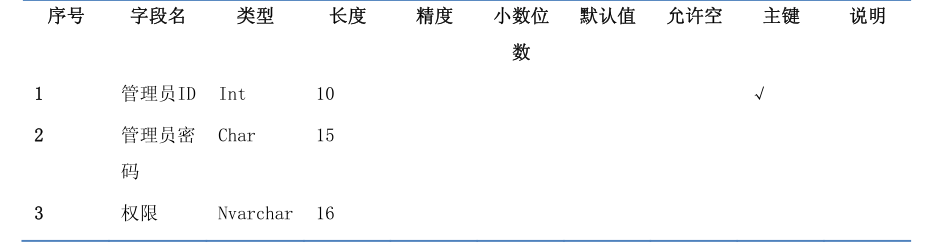 序号 字段名 类型 长度 精度 小数位 默认值 允许空 主键 说明
数
1 管理员ID Int 10 √
2 管理员密 Char 15
码
3 权限 Nvarchar 16